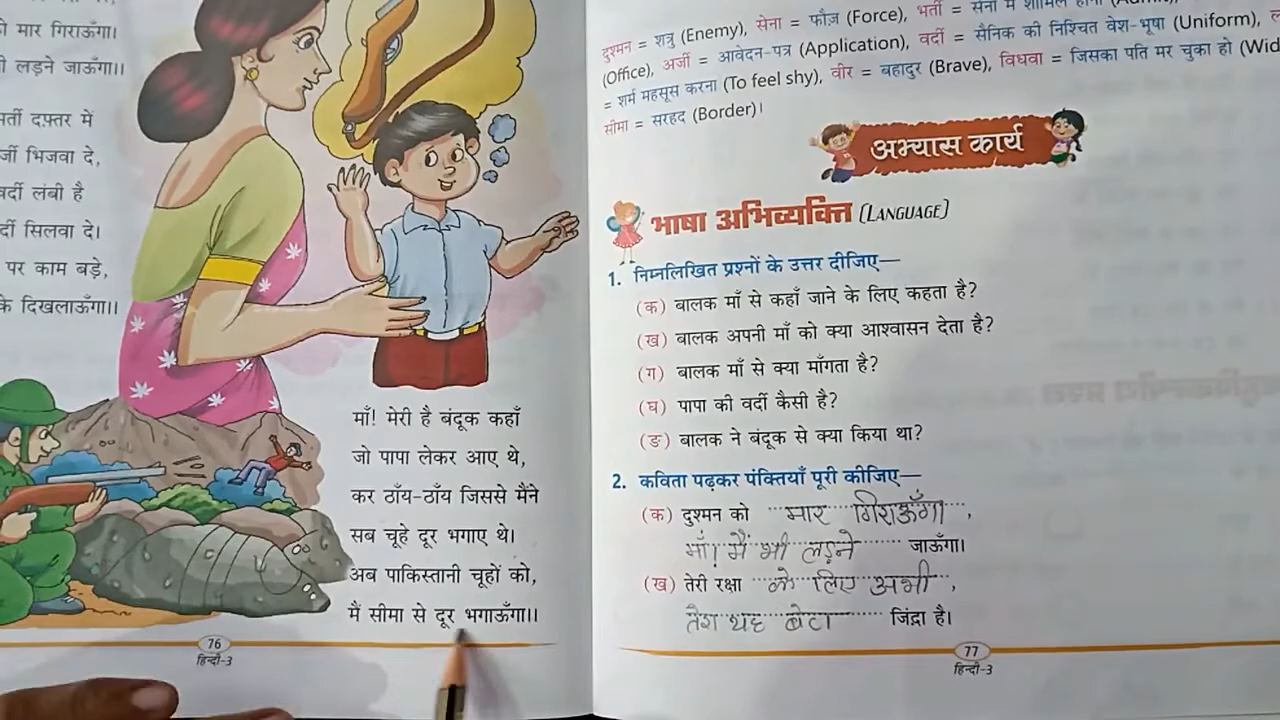 मार गिराऊँगा।
लड़ने जाऊँगा।।
दफ़्तर में
भिजवा दे,
वर्दी लंबी है
सिलवा दे।
पर काम बड़े,
दिखलाऊँगा।।
माँ! मेरी है बंदूक कहाँ
जो पापा लेकर आए थे,
कर ठाँय-ठाँय जिससे मैंने
सब चूहे दूर भगाए थे।
अब पाकिस्तानी चूहों को,
मैं सीमा से दूर भगाऊँगा।।
76
हिन्दी-3
दुश्मन = शत्रु (Enemy), सेना = फौज़ (Force), भर्ती = सेना में शामिल होना
(Office), अर्जी = आवेदन-पत्र (Application), वर्दी = सैनिक की निश्चित वेश-भूषा (Uniform),
= शर्म महसूस करना (To feel shy), वीर = बहादुर (Brave), विधवा = जिसका पति मर चुका हो
सीमा = सरहद (Border)।
अभ्यास कार्य
भाषा अभिव्यक्ति (LANGUAGE)
1. निम्नलिखित प्रश्नों के उत्तर दीजिए—
(क) बालक माँ से कहाँ जाने के लिए कहता है?
(ख) बालक अपनी माँ को क्या आश्वासन देता है?
(ग) बालक माँ से क्या माँगता है?
(घ) पापा की वर्दी कैसी है?
(ङ) बालक ने बंदूक से क्या किया था?
2. कविता पढ़कर पंक्तियाँ पूरी कीजिए—
(क) दुश्मन को मार गिराऊँगा,
माँ! मैं भी लड़ने जाऊँगा।
(ख) तेरी रक्षा के लिए अभी,
तेरा यह बेटा जिंद्रा है।
77
हिन्दी-3